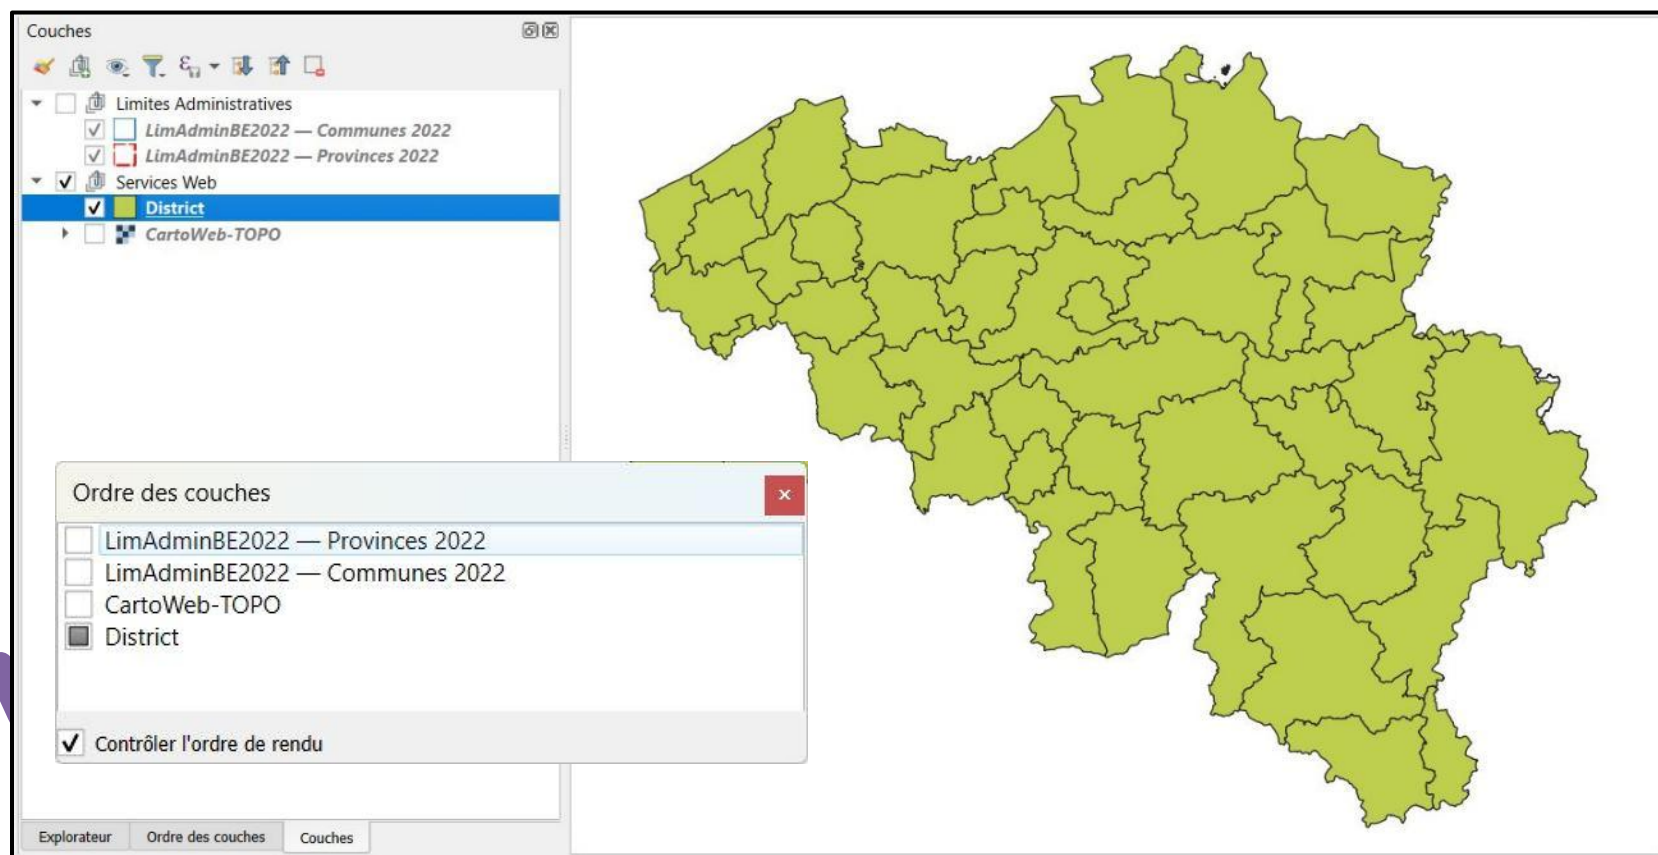 Couches
Limites Administratives
LimAdminBE2022 — Communes 2022
LimAdminBE2022 — Provinces 2022
Services Web
District
CartoWeb-TOPO
Ordre des couches
LimAdminBE2022 — Provinces 2022
LimAdminBE2022 — Communes 2022
CartoWeb-TOPO
District
Contrôler l'ordre de rendu
Explorateur Ordre des couches Couches